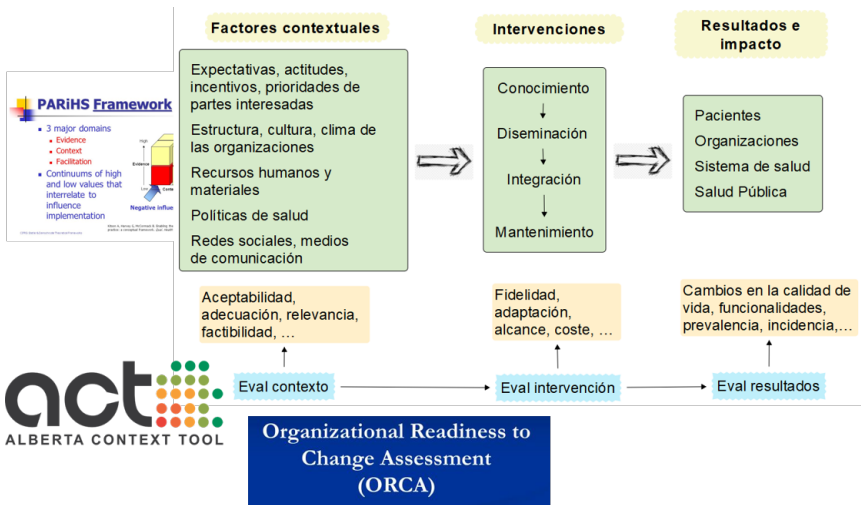 Factores contextuales
Expectativas, actitudes,
incentivos, prioridades de
partes interesadas
Estructura, cultura, clima de
las organizaciones
Recursos humanos y
materiales
Políticas de salud
Redes sociales, medios
de comunicación
Intervenciones
Conocimiento
Diseminación
Integración
Mantenimiento
Resultados e
impacto
Pacientes
Organizaciones
Sistema de salud
Salud Pública
PARiHS Framework
3 major domains
Evidence
Context
Facilitation
Continuums of high
and low values that
interrelate to
influence
implementation
High
Evidence
Low
Negative influe
Aceptabilidad,
adecuación, relevancia,
factibilidad, …
Fidelidad,
adaptación,
alcance, coste, …
Cambios en la calidad de
vida, funcionalidades,
prevalencia, incidencia,…
Eval contexto
Eval intervención
Eval resultados
act
ALBERTA CONTEXT TOOL
Organizational Readiness to
Change Assessment
(ORCA)